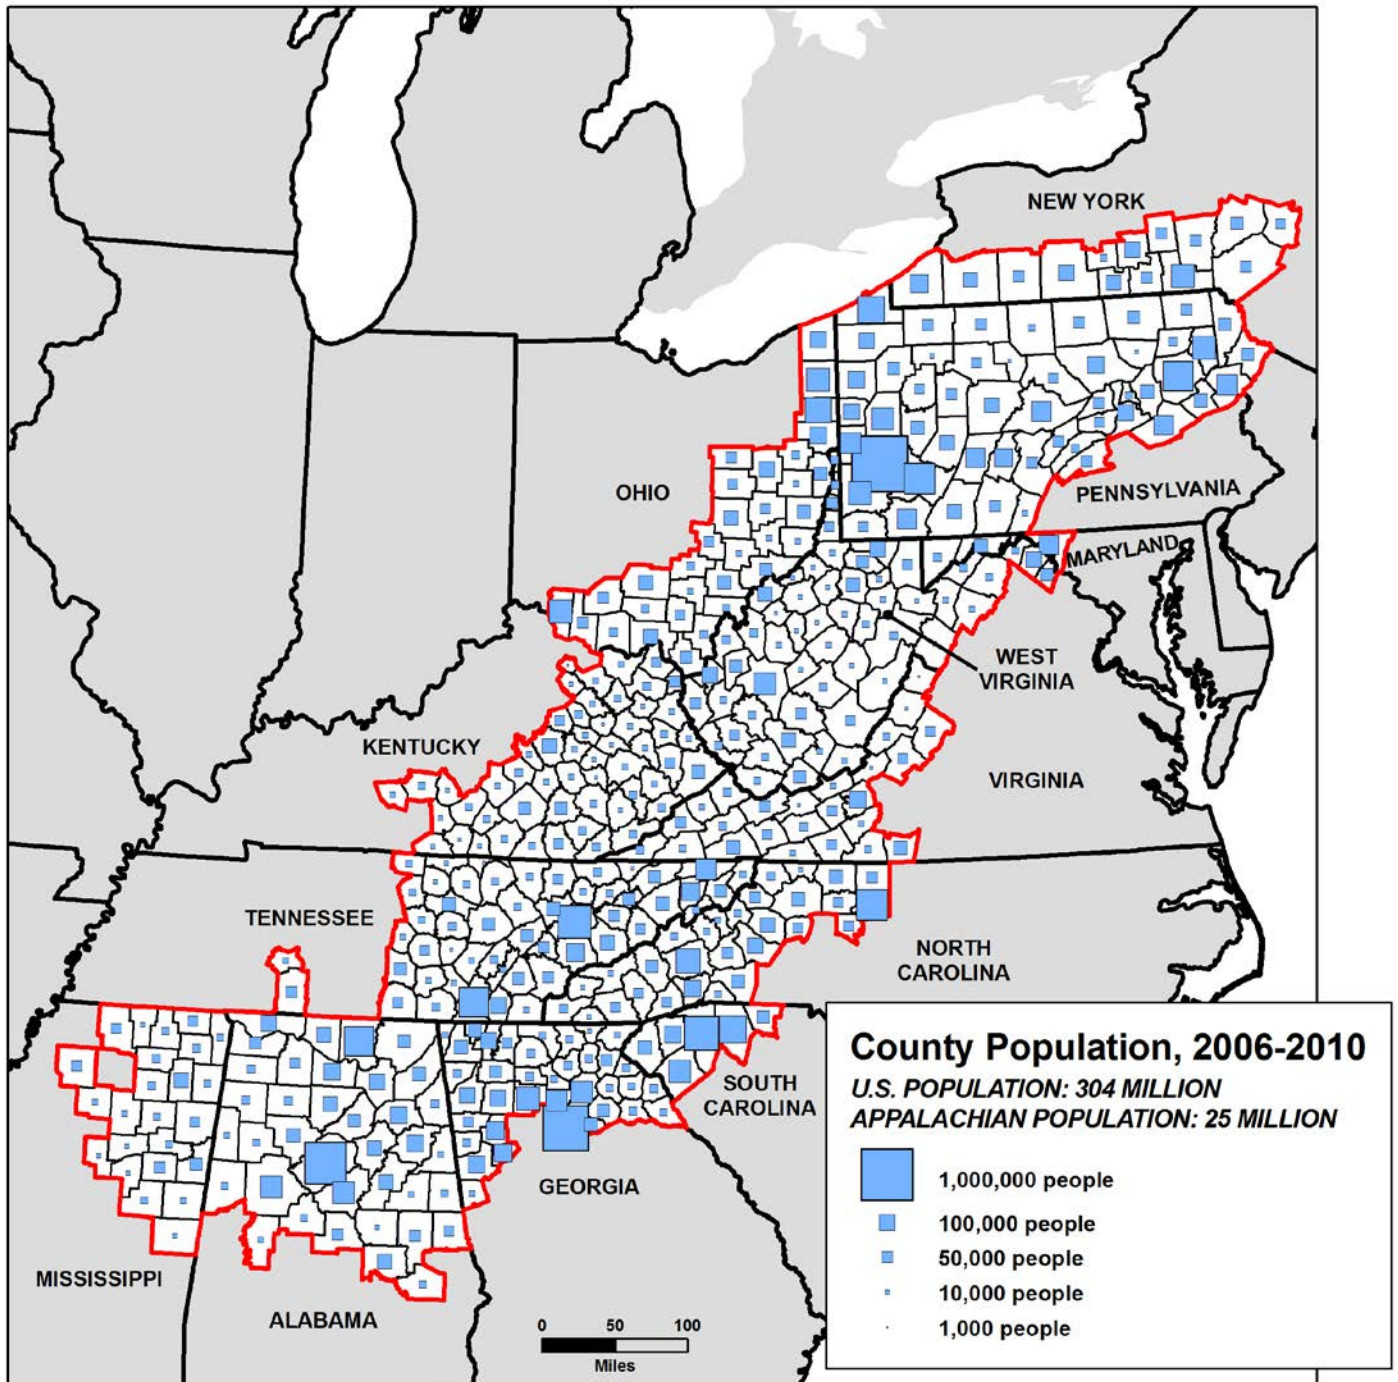 NEW YORK
OHIO
PENNSYLVANIA
MARYLAND
WEST
VIRGINIA
KENTUCKY
VIRGINIA
TENNESSEE
NORTH
CAROLINA
SOUTH
CAROLINA
GEORGIA
MISSISSIPPI
ALABAMA
0 50 100
Miles
County Population, 2006-2010
U.S. POPULATION: 304 MILLION
APPALACHIAN POPULATION: 25 MILLION
1,000,000 people
100,000 people
50,000 people
10,000 people
1,000 people